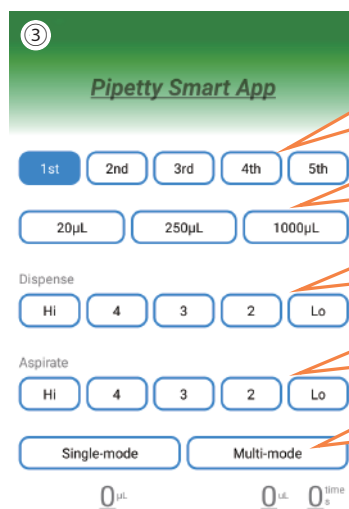 ③
Pipetty Smart App
1st 2nd 3rd 4th 5th
20µL 250µL 1000µL
Dispense
Hi 4 3 2 Lo
Aspirate
Hi 4 3 2 Lo
Single-mode Multi-mode
0 µL 0 uL 0 time
s